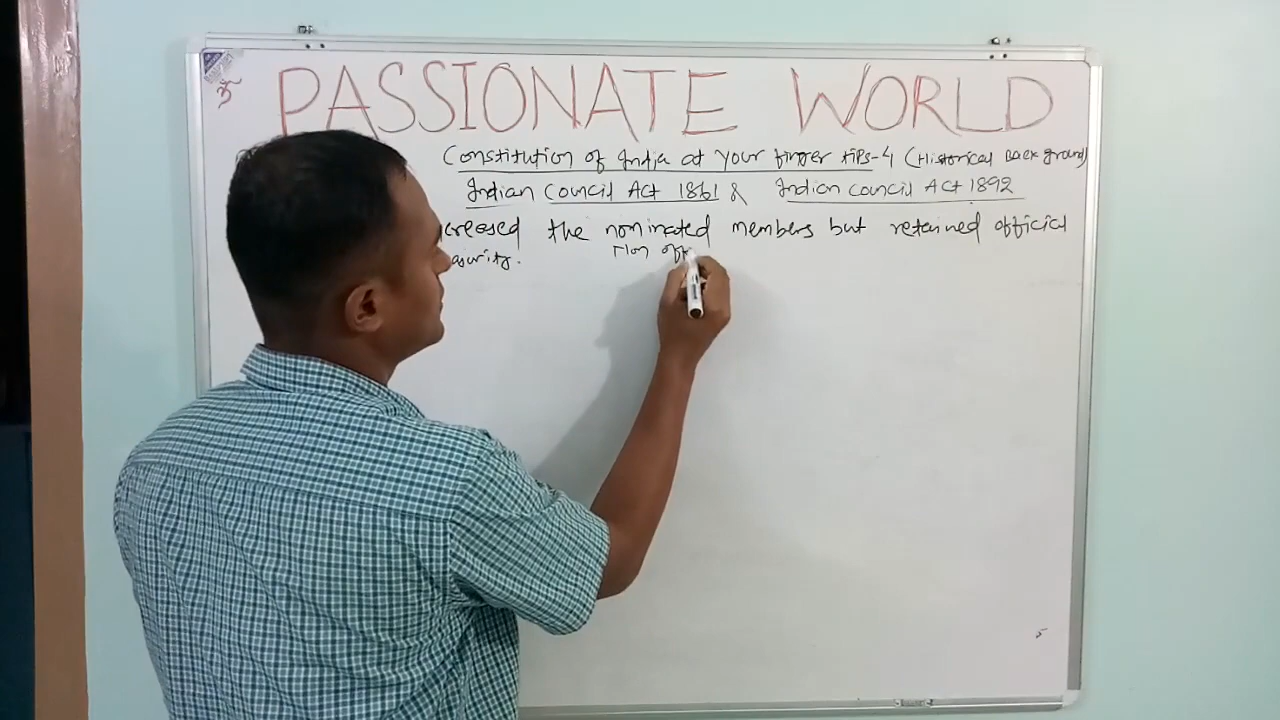 ॐ PASSIONATE WORLD
Constitution of India at your finger tips-4 (Historical Back ground)
Indian Council Act 1861 & Indian council Act 1892
creased the nominated members but retained official
Non off